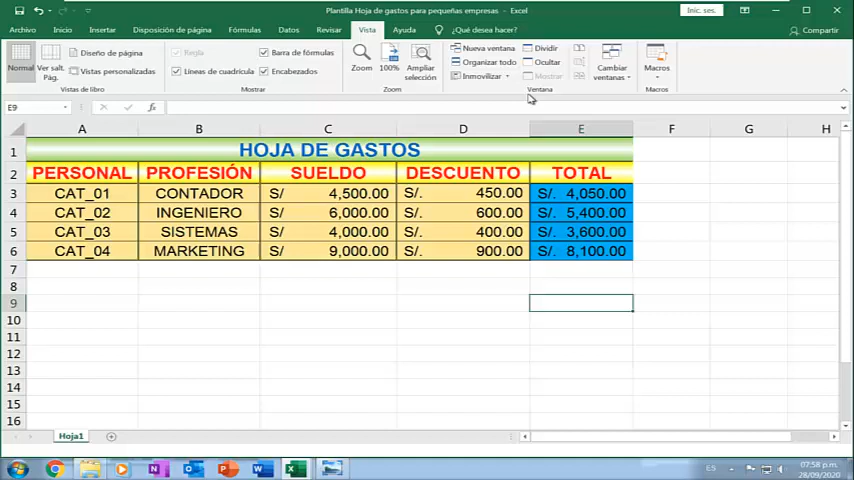 Plantilla Hoja de gastos para pequeñas empresas - Excel
Inic. ses.
Archivo Inicio Insertar Disposición de página Fórmulas Datos Revisar Vista Ayuda ¿Qué desea hacer? Compartir
Normal
Ver salt. Pág.
Diseño de página
Vistas personalizadas
Vistas de libro
Regla
Barra de fórmulas
Líneas de cuadrícula
Encabezados
Mostrar
Zoom
100%
Ampliar selección
Zoom
Nueva ventana
Organizar todo
Inmovilizar
Dividir
Ocultar
Mostrar
Cambiar ventanas
Ventana
Macros
Macros
E9
fx
A B C D E F G H
1 HOJA DE GASTOS
2 PERSONAL PROFESIÓN SUELDO DESCUENTO TOTAL
3 CAT_01 CONTADOR S/ 4,500.00 S/. 450.00 S/. 4,050.00
4 CAT_02 INGENIERO S/ 6,000.00 S/. 600.00 S/. 5,400.00
5 CAT_03 SISTEMAS S/ 4,000.00 S/. 400.00 S/. 3,600.00
6 CAT_04 MARKETING S/ 9,000.00 S/. 900.00 S/. 8,100.00
7
8
9
10
11
12
13
14
15
16
Hoja1
ES
07:58 p.m.
28/09/2020